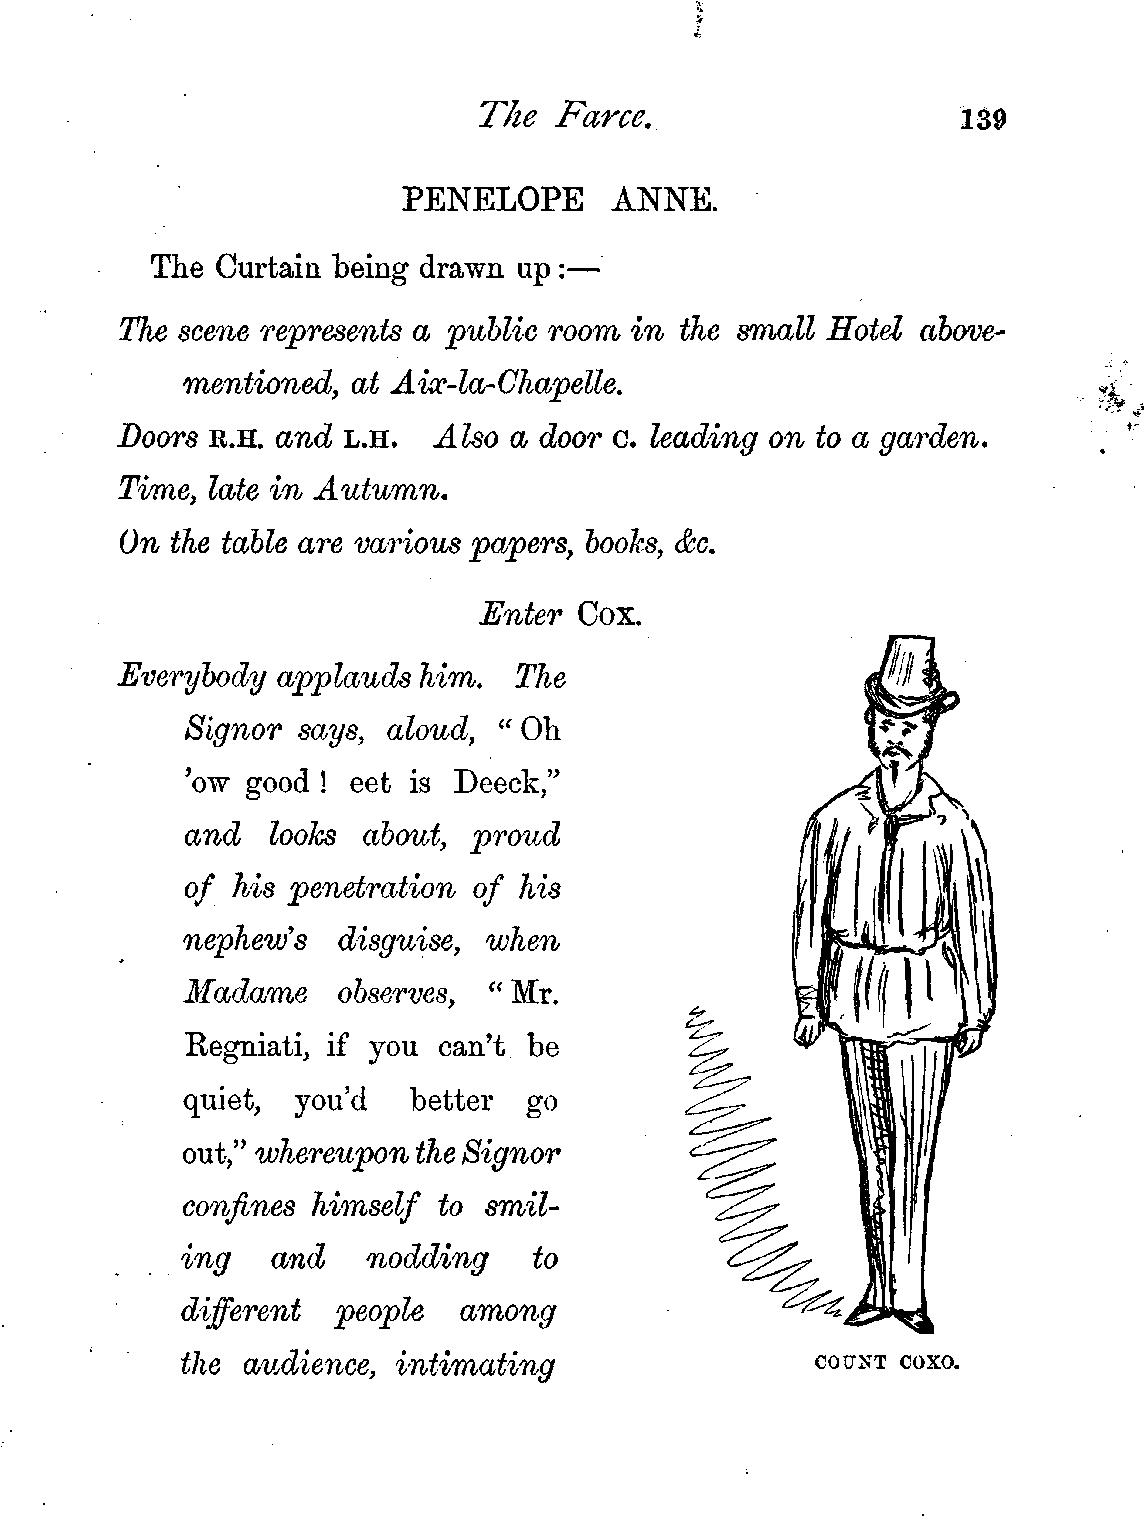 The Farce. 139
PENELOPE ANNE.
The Curtain being drawn up :—
The scene represents a public room in the small Hotel above-
mentioned, at Aix-la-Chapelle.
Doors R.H. and L.H. Also a door C. leading on to a garden.
Time, late in Autumn.
On the table are various papers, books, &c.
Enter Cox.
Everybody applauds him. The
Signor says, aloud, “ Oh
’ow good ! eet is Deeck,”
and looks about, proud
of his penetration of his
nephew’s disguise, when
Madame observes, “ Mr.
Regniati, if you can’t be
quiet, you’d better go
out,” whereupon the Signor
confines himself to smil-
ing and nodding to
different people among
the audience, intimating
COUNT COXO.